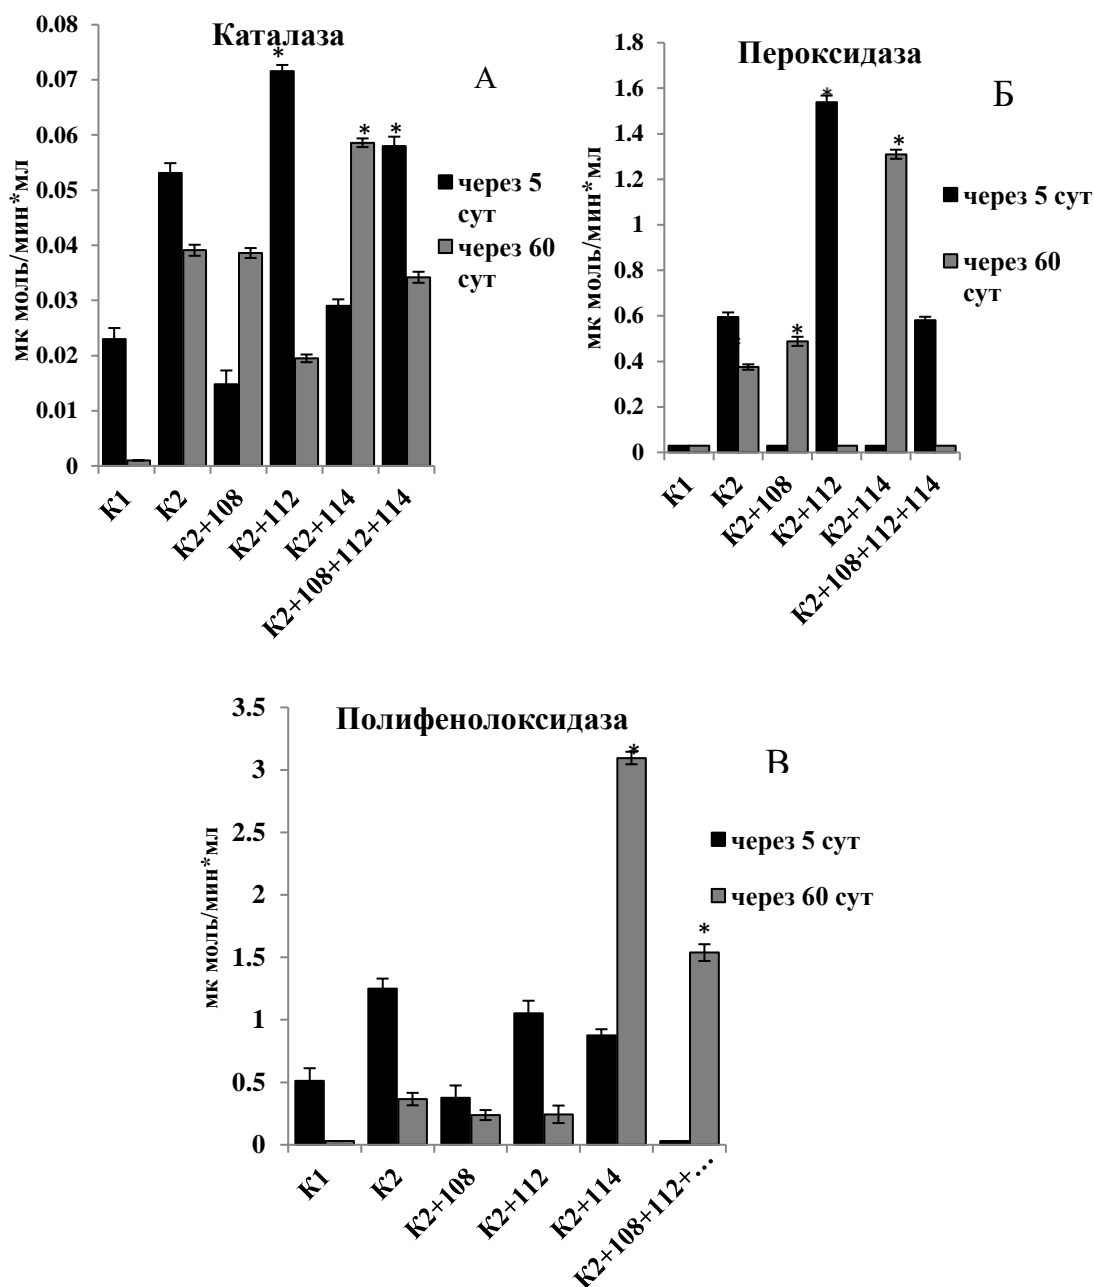 Каталаза
А
мк моль/мин*мл
0.08
0.07
0.06
0.05
0.04
0.03
0.02
0.01
0
*
*
*
через 5
сут
через 60
сут
К1
К2
К2+108
К2+112
К2+114
К2+108+112+114
Пероксидаза
Б
мк моль/мин*мл
1.8
1.6
1.4
1.2
1
0.8
0.6
0.4
0.2
0
*
*
*
через 5 сут
через 60
сут
К1
К2
К2+108
К2+112
К2+114
К2+108+112+114
Полифенолоксидаза
В
мк моль/мин*мл
3.5
3
2.5
2
1.5
1
0.5
0
*
*
через 5 сут
через 60 сут
К1
К2
К2+108
К2+112
К2+114
К2+108+112+…